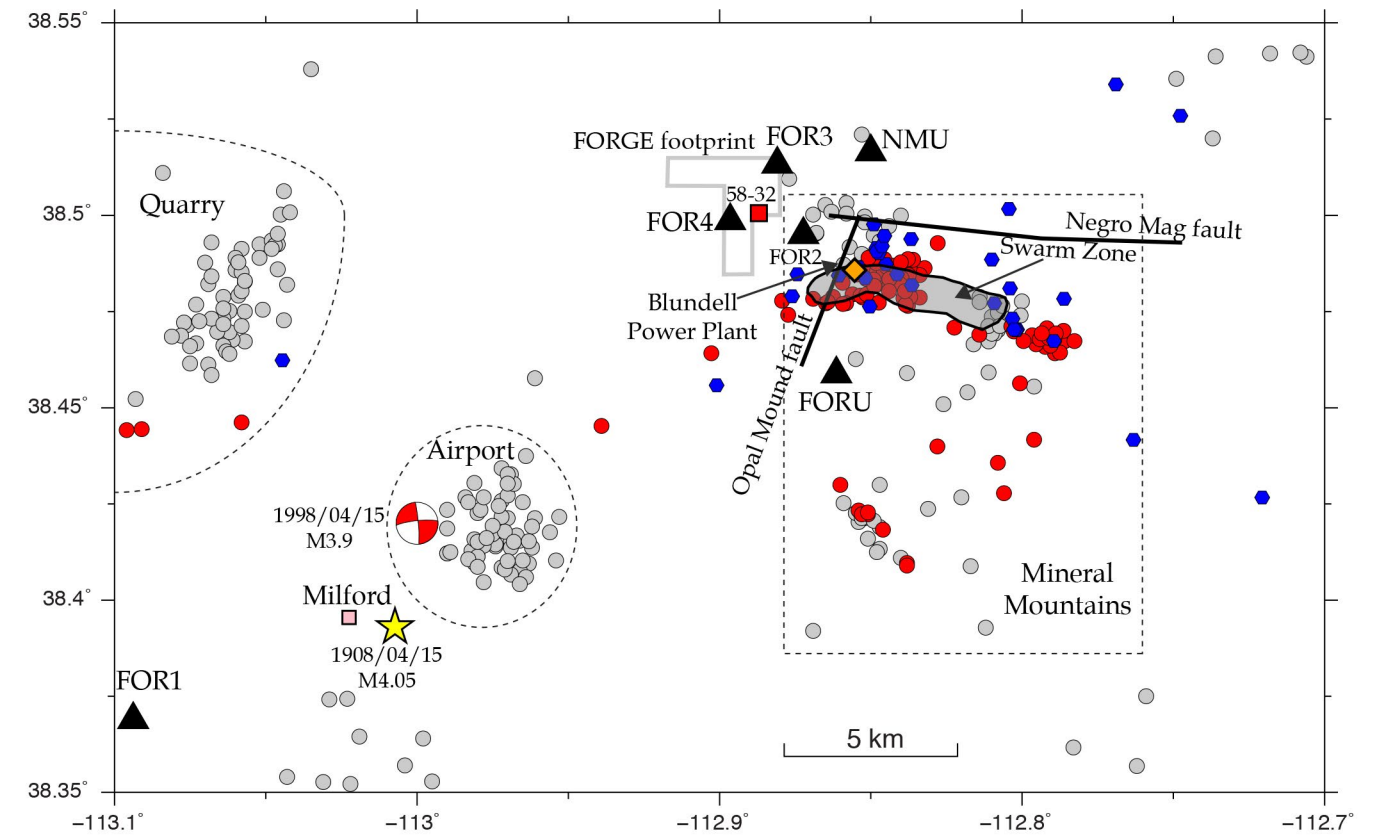 38.55°
38.5°
38.45°
38.4°
38.35°
−113.1°
−113°
−112.9°
−112.8°
−112.7°
Quarry
FORGE footprint
FOR3
NMU
58-32
FOR4
FOR2
Negro Mag fault
Swarm Zone
Blundell
Power Plant
Opal Mound fault
FORU
Airport
1998/04/15
M3.9
Milford
1908/04/15
M4.05
FOR1
Mineral
Mountains
5 km